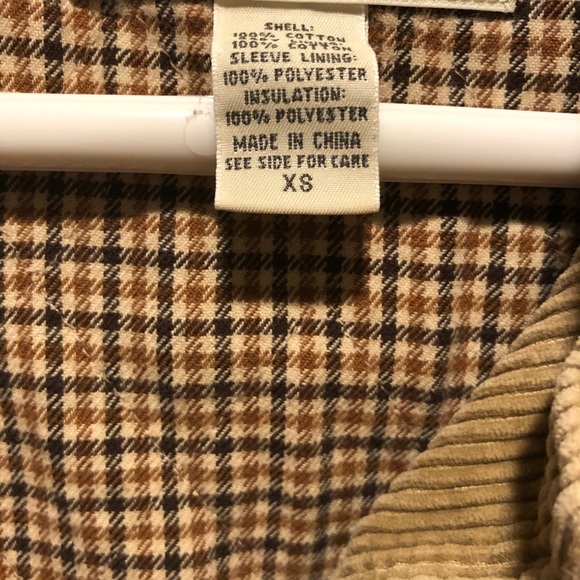 SHELL:
100% COTTON
100% COTTON
SLEEVE LINING:
100% POLYESTER
INSULATION:
100% POLYESTER
MADE IN CHINA
SEE SIDE FOR CARE
XS